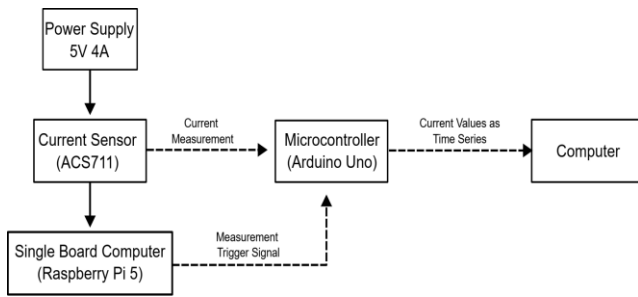 Power Supply
5V 4A
Current Sensor
(ACS711)
Current
Measurement
Microcontroller
(Arduino Uno)
Current Values as
Time Series
Computer
Single Board Computer
(Raspberry Pi 5)
Measurement
Trigger Signal